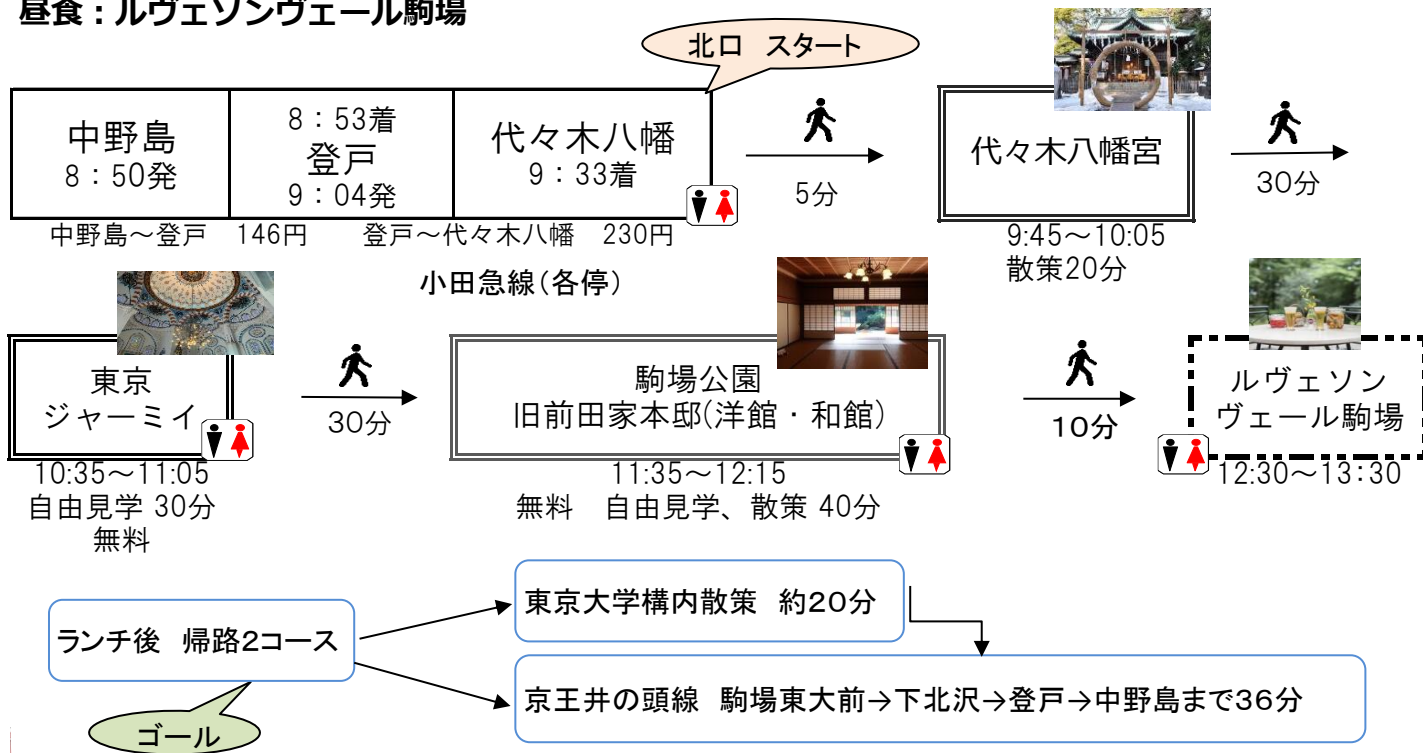 昼食：ルヴェソンヴェール駒場
北口　スタート
中野島
8：50発
8：53着
登戸
9：04発
代々木八幡
9：33着
5分
代々木八幡宮
30分
中野島～登戸　146円　　登戸～代々木八幡　230円
9:45～10:05
散策20分
小田急線（各停）
東京
ジャーミイ
30分
駒場公園
旧前田家本邸(洋館・和館)
10分
ルヴェソン
ヴェール駒場
10:35～11:05
自由見学 30分
無料
11:35～12:15
無料　自由見学、散策 40分
12:30～13:30
ランチ後　帰路2コース
東京大学構内散策　約20分
京王井の頭線　駒場東大前→下北沢→登戸→中野島まで36分
ゴール